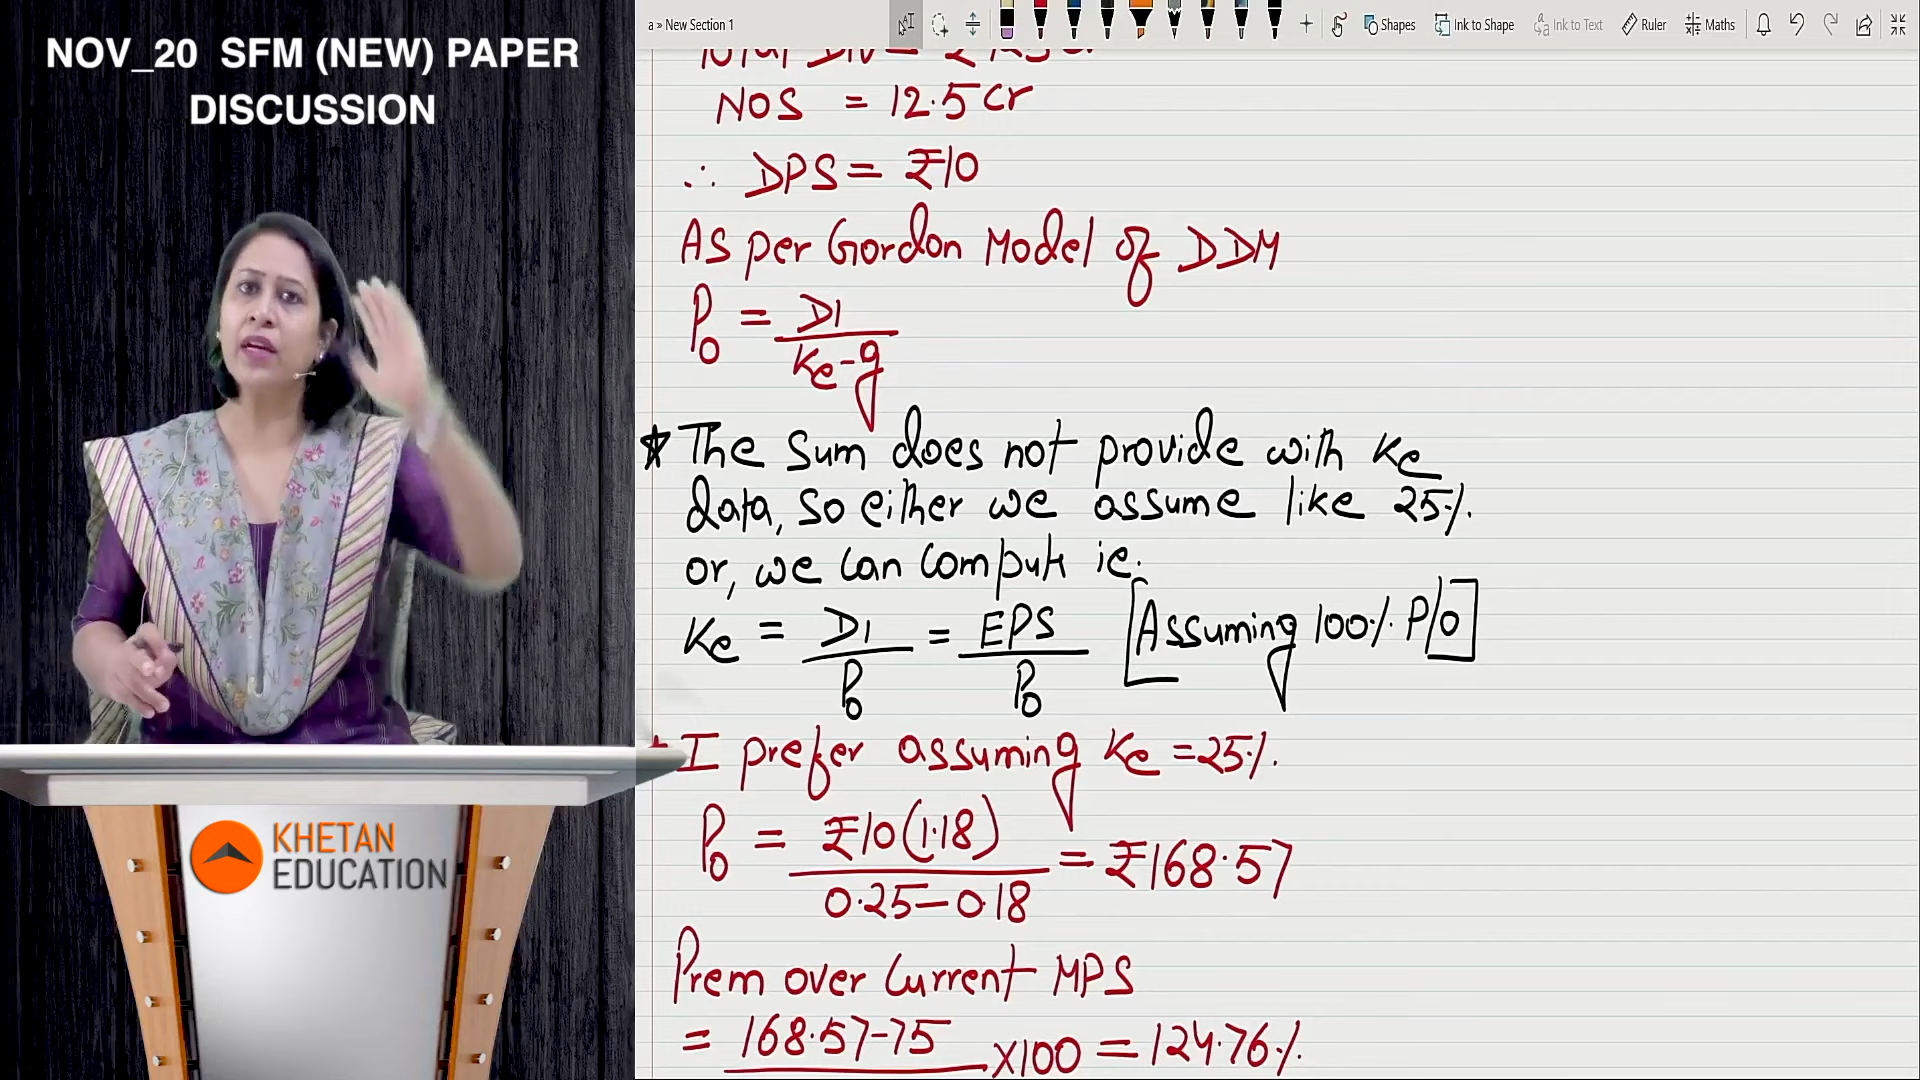 NOV_20 SFM (NEW) PAPER
DISCUSSION
a » New Section 1
Shapes
Ink to Shape
Ink to Text
Ruler
Maths
NOS = 12.5 cr
∴ DPS = ₹10
As per Gordon Model of DDM
P0 = D1
Ke-g
* The sum does not provide with Ke
data, so either we assume like 25%.
or, we can compute ie.
Ke = D1 = EPS [Assuming 100% P/O]
P0 P0
I prefer assuming Ke = 25%.
P0 = ₹10(1.18) = ₹168.57
0.25-0.18
Prem over Current MPS
= 168.57-75 x100 = 124.76%.
KHETAN
EDUCATION